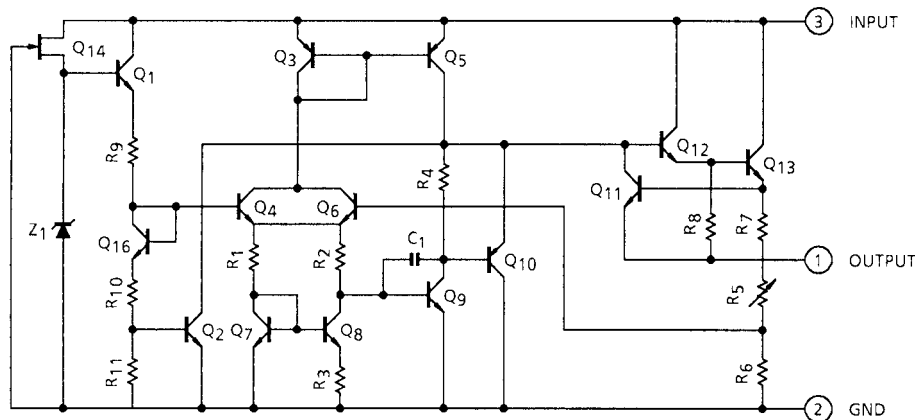 3 INPUT
Q14
Q1
Q3
Q5
R9
Q12
Q13
R4
Q11
Q4
Q6
R8
R7
Z1
Q16
R1
R2
C1
Q10
1 OUTPUT
R10
Q9
R5
Q2
Q7
Q8
R11
R3
R6
2 GND